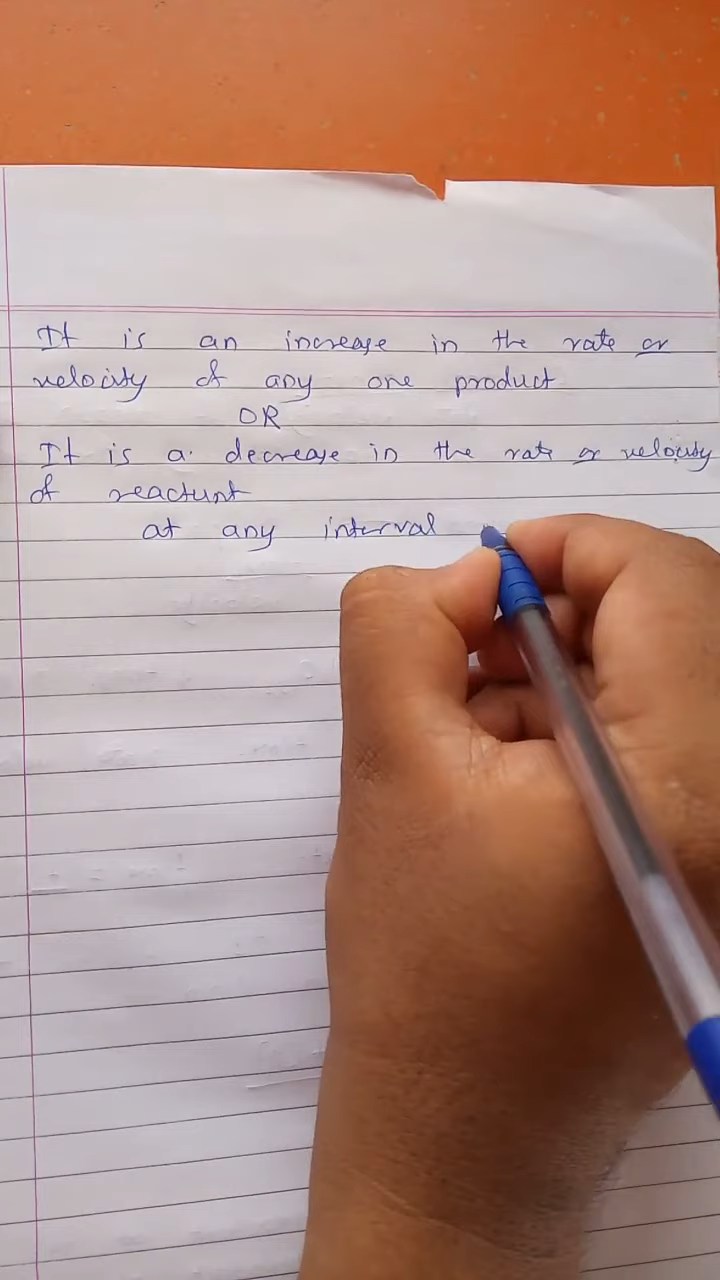 It is an increase in the rate or
velocity of any one product
OR
It is a decrease in the rate or velocity
of reactunt
at any interval